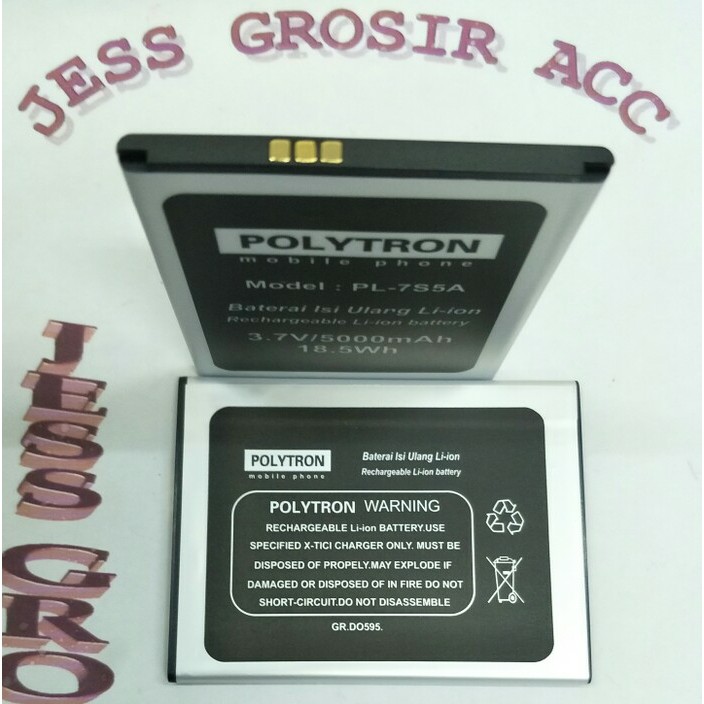 JESS GROSIR ACC
POLYTRON
mobile phone
Model : PL-7S5A
Baterai Isi Ulang Li-ion
Rechargeable Li-ion battery
3.7V/5000mAh
18.5Wh
JESS GRO
POLYTRON
mobile phone
Baterai Isi Ulang Li-ion
Rechargeable Li-ion battery
POLYTRON WARNING
RECHARGEABLE Li-ion BATTERY.USE
SPECIFIED X-TICI CHARGER ONLY. MUST BE
DISPOSED OF PROPELY.MAY EXPLODE IF
DAMAGED OR DISPOSED OF IN FIRE DO NOT
SHORT-CIRCUIT.DO NOT DISASSEMBLE
GR.DO595.